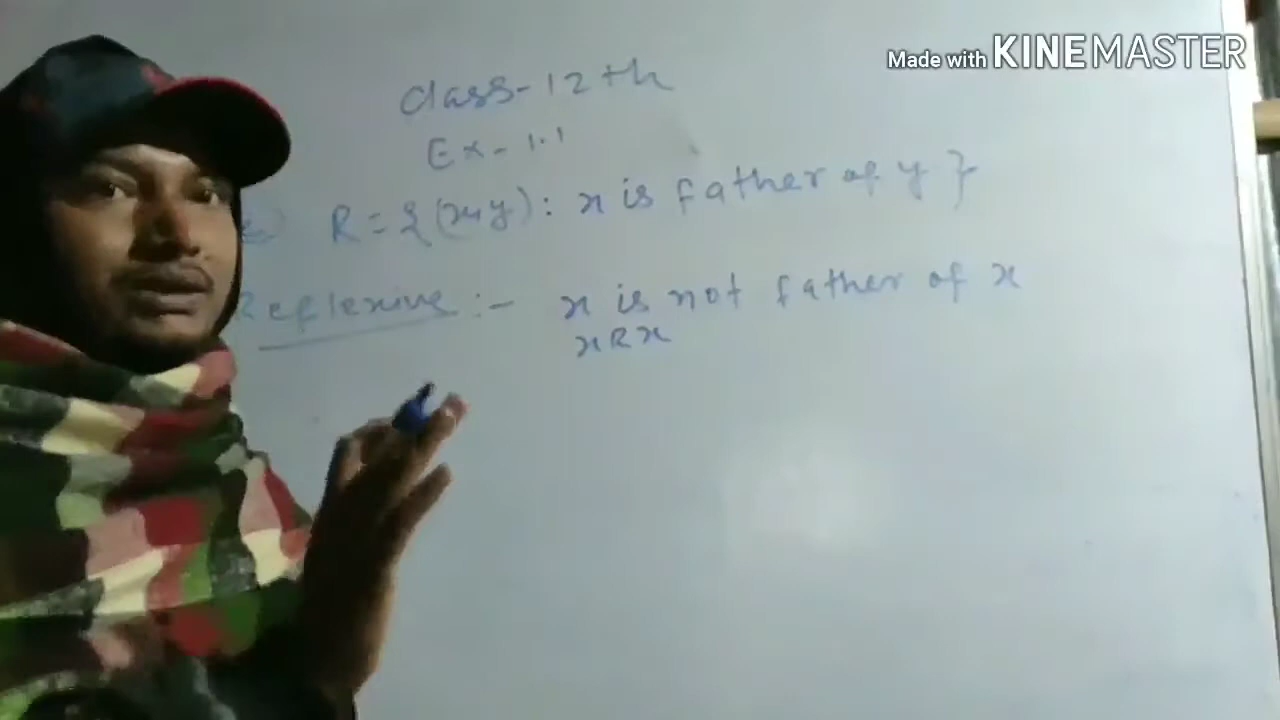 Made with KINEMASTER
Class-12th
Ex-1.1
R = {(x,y): x is father of y }
Reflexive :- x is not father of x
xRx